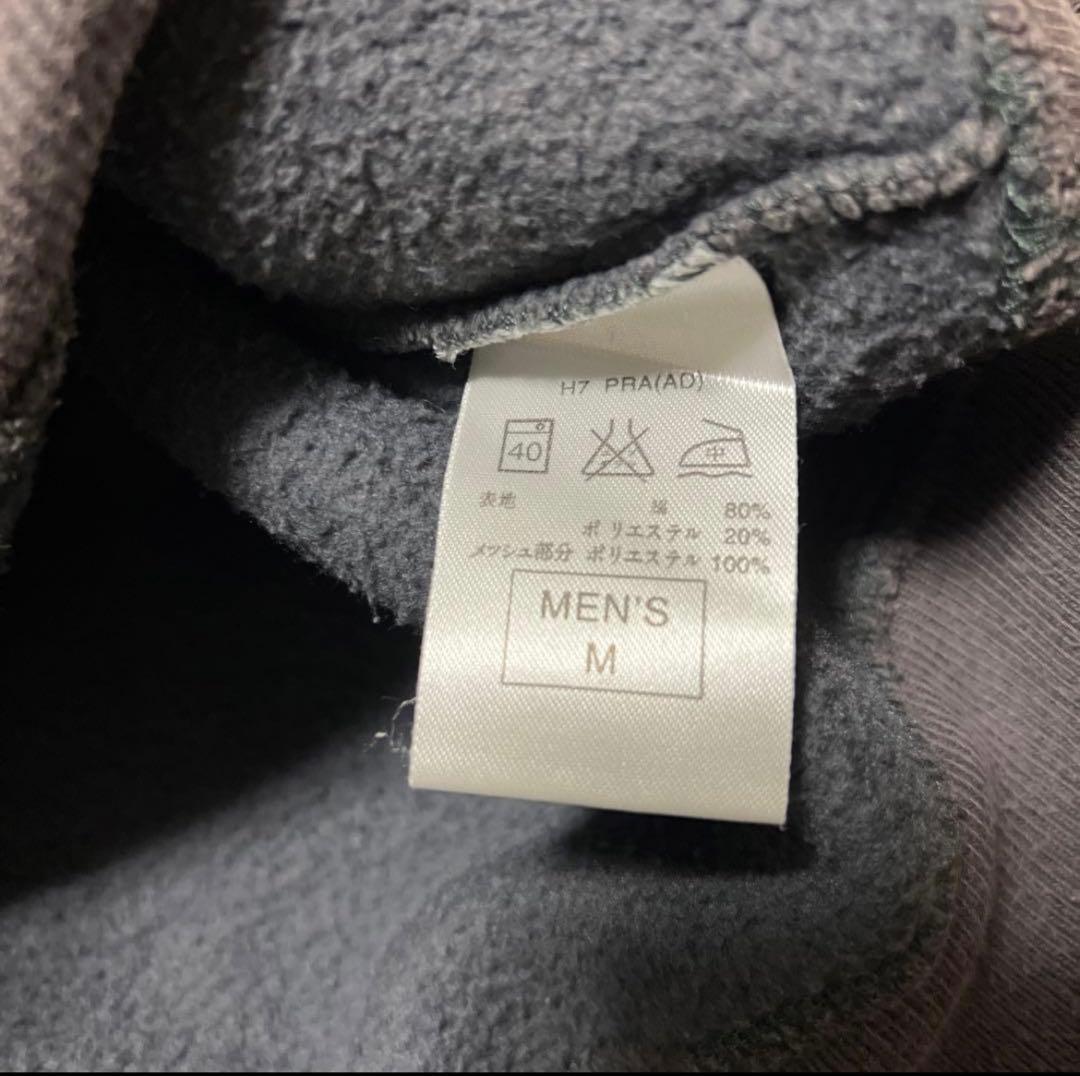 H7 PRA(AD)
40 中
表地 綿 80%
ポリエステル 20%
メッシュ部分 ポリエステル 100%
MEN'S
M